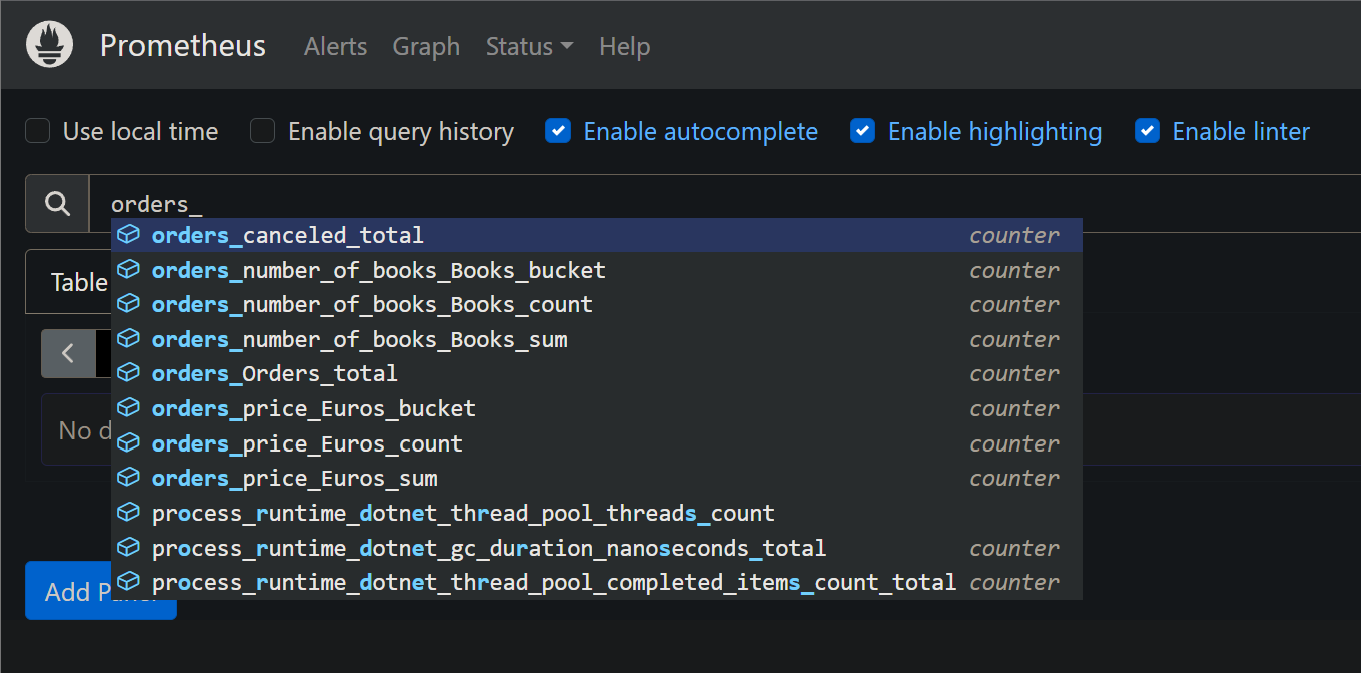 Prometheus Alerts Graph Status Help
Use local time Enable query history Enable autocomplete Enable highlighting Enable linter
orders_
orders_canceled_total counter
orders_number_of_books_Books_bucket counter
orders_number_of_books_Books_count counter
orders_number_of_books_Books_sum counter
orders_Orders_total counter
orders_price_Euros_bucket counter
orders_price_Euros_count counter
orders_price_Euros_sum counter
process_runtime_dotnet_thread_pool_threads_count
process_runtime_dotnet_gc_duration_nanoseconds_total counter
process_runtime_dotnet_thread_pool_completed_items_count_total counter
Table
No d
Add P